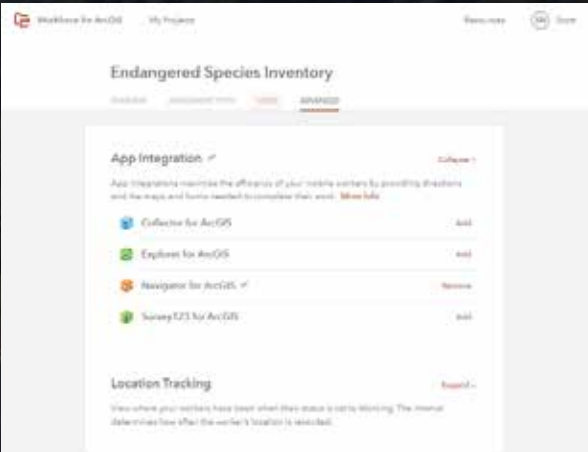 Workforce for ArcGIS My Projects Resources
Endangered Species Inventory
OVERVIEW ASSIGNMENT TYPES USERS ADVANCED
App Integration Collapse
App integrations maximize the efficiency of your mobile workers by providing directions
and the maps and forms needed to complete their work. More Info
Collector for ArcGIS Add
Explorer for ArcGIS Add
Navigator for ArcGIS Remove
Survey123 for ArcGIS Add
Location Tracking Expand
View where your workers have been when their status is set to Working. The interval
determines how often the worker's location is recorded.